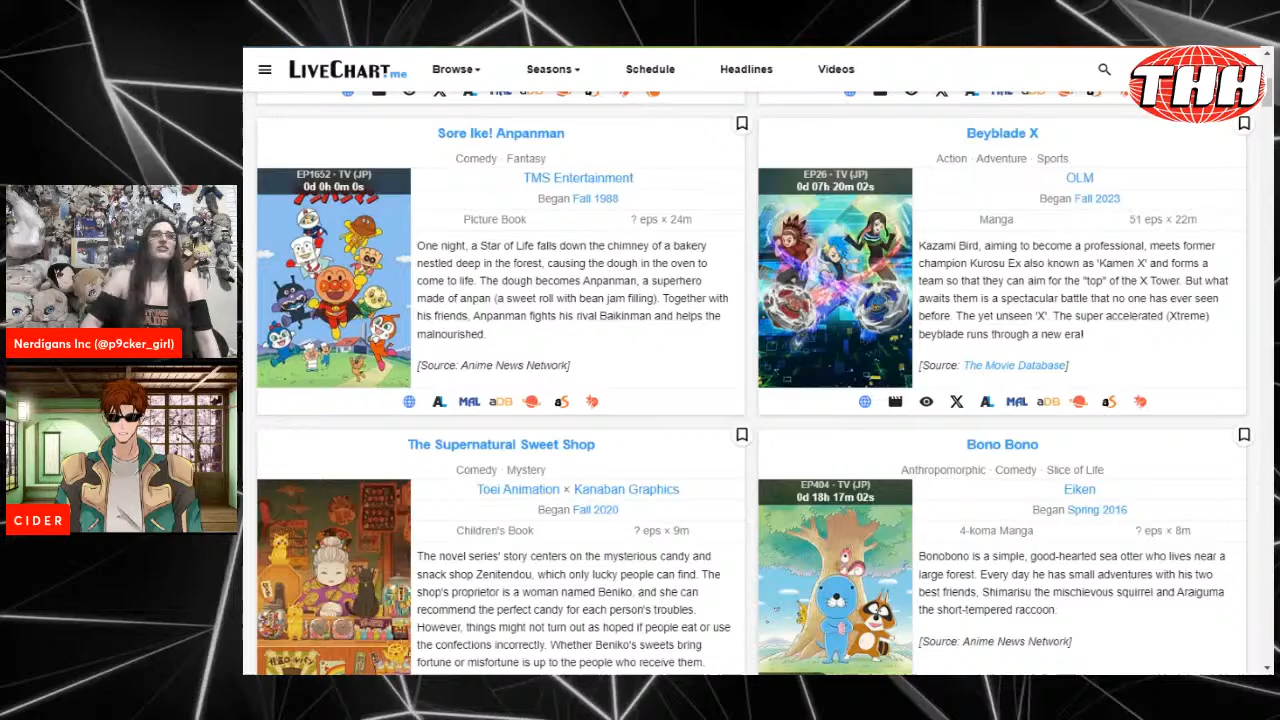 LIVECHART.me
Browse
Seasons
Schedule
Headlines
Videos
THH
Sore Ike! Anpanman
Comedy · Fantasy
EP1652 · TV (JP)
0d 0h 0m 0s
TMS Entertainment
Began Fall 1988
Picture Book
? eps × 24m
One night, a Star of Life falls down the chimney of a bakery
nestled deep in the forest, causing the dough in the oven to
come to life. The dough becomes Anpanman, a superhero
made of anpan (a sweet roll with bean jam filling). Together with
his friends, Anpanman fights his rival Baikinman and helps the
malnourished.
[Source: Anime News Network]
AL MAL aDB aS
Beyblade X
Action · Adventure · Sports
EP26 · TV (JP)
0d 07h 20m 02s
OLM
Began Fall 2023
Manga
51 eps × 22m
Kazami Bird, aiming to become a professional, meets former
champion Kurosu Ex also known as 'Kamen X' and forms a
team so that they can aim for the "top" of the X Tower. But what
awaits them is a spectacular battle that no one has ever seen
before. The yet unseen 'X'. The super accelerated (Xtreme)
beyblade runs through a new era!
[Source: The Movie Database]
X AL MAL aDB aS
The Supernatural Sweet Shop
Comedy · Mystery
Toei Animation × Kanaban Graphics
Began Fall 2020
Children's Book
? eps × 9m
The novel series' story centers on the mysterious candy and
snack shop Zenitendou, which only lucky people can find. The
shop's proprietor is a woman named Beniko, and she can
recommend the perfect candy for each person's troubles.
However, things might not turn out as hoped if people eat or use
the confections incorrectly. Whether Beniko's sweets bring
fortune or misfortune is up to the people who receive them.
Bono Bono
Anthropomorphic · Comedy · Slice of Life
EP404 · TV (JP)
0d 18h 17m 02s
Eiken
Began Spring 2016
4-koma Manga
? eps × 8m
Bonobono is a simple, good-hearted sea otter who lives near a
large forest. Every day he has small adventures with his two
best friends, Shimarisu the mischievous squirrel and Araiguma
the short-tempered raccoon.
[Source: Anime News Network]
Nerdigans Inc (@p9cker_girl)
CIDER